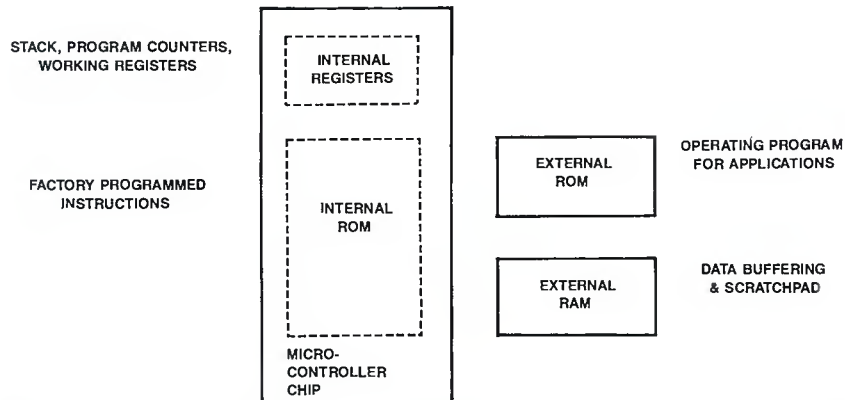 STACK, PROGRAM COUNTERS,
WORKING REGISTERS
INTERNAL
REGISTERS
FACTORY PROGRAMMED
INSTRUCTIONS
INTERNAL
ROM
EXTERNAL
ROM
OPERATING PROGRAM
FOR APPLICATIONS
EXTERNAL
RAM
DATA BUFFERING
& SCRATCHPAD
MICRO-
CONTROLLER
CHIP